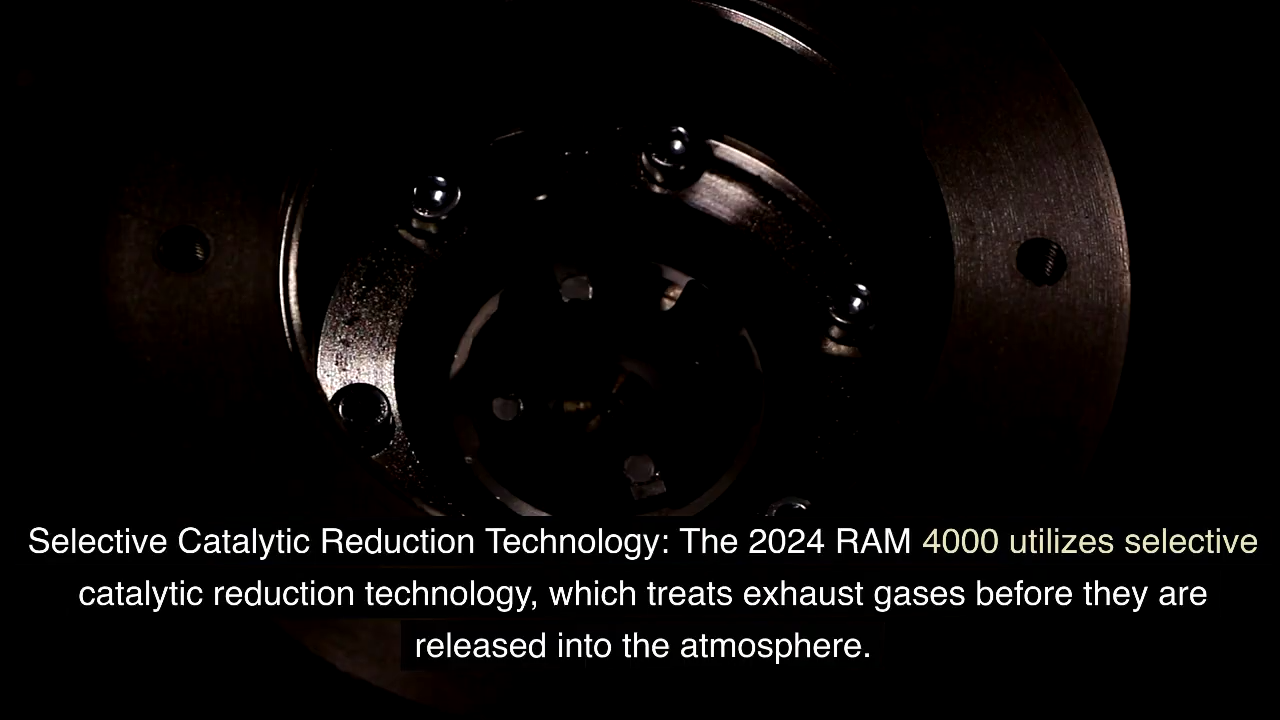 Selective Catalytic Reduction Technology: The 2024 RAM 4000 utilizes selective
catalytic reduction technology, which treats exhaust gases before they are
released into the atmosphere.